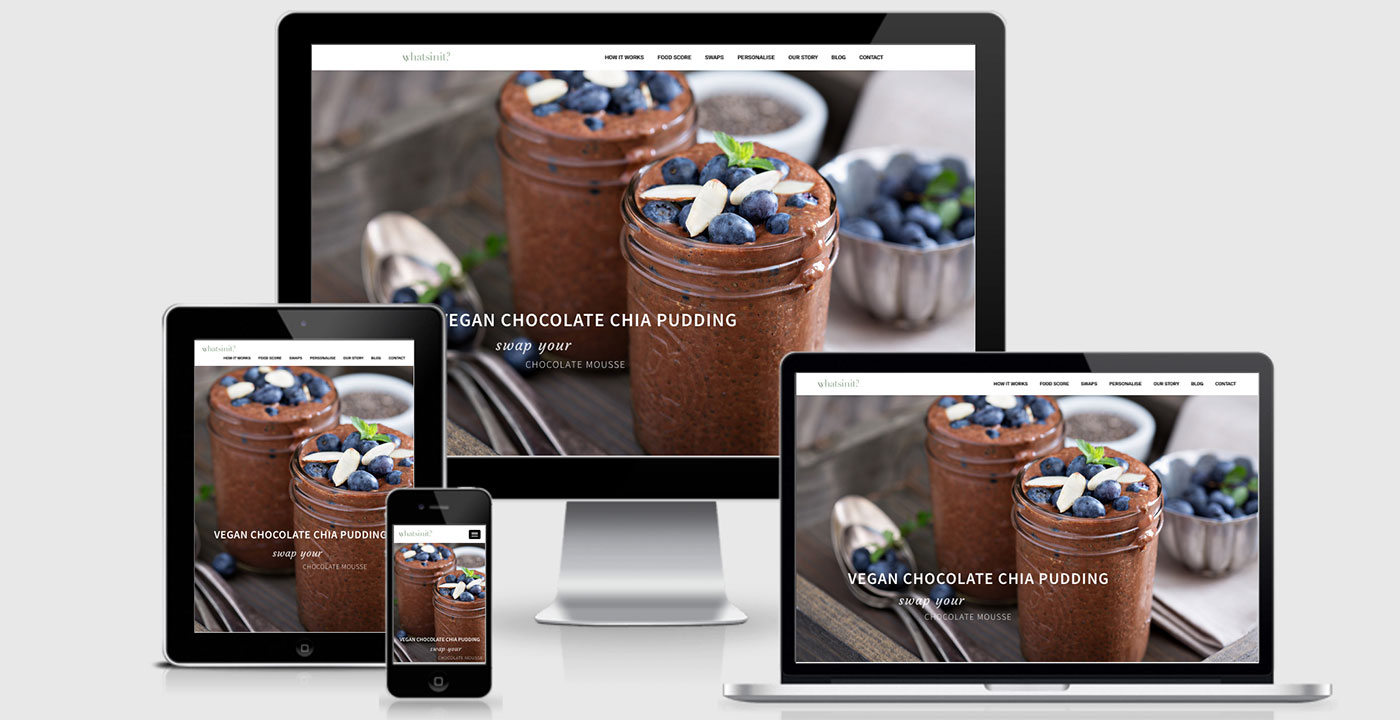 whatsinit?
HOW IT WORKS FOOD SCORE SWAPS PERSONALISE OUR STORY BLOG CONTACT
VEGAN CHOCOLATE CHIA PUDDING
swap your
CHOCOLATE MOUSSE
whatsinit?
HOW IT WORKS FOOD SCORE SWAPS PERSONALISE OUR STORY BLOG CONTACT
VEGAN CHOCOLATE CHIA PUDDING
swap your
CHOCOLATE MOUSSE
whatsinit?
VEGAN CHOCOLATE CHIA PUDDING
swap your
CHOCOLATE MOUSSE
whatsinit?
HOW IT WORKS FOOD SCORE SWAPS PERSONALISE OUR STORY BLOG CONTACT
VEGAN CHOCOLATE CHIA PUDDING
swap your
CHOCOLATE MOUSSE